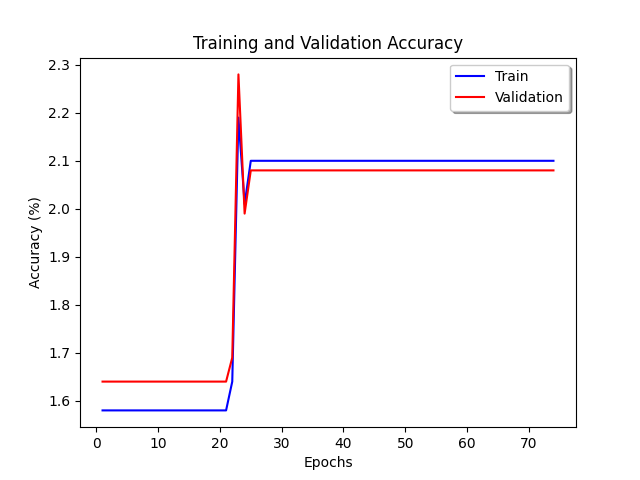 Training and Validation Accuracy
Train
Validation
2.3
2.2
2.1
2.0
1.9
1.8
1.7
1.6
Accuracy (%)
0 10 20 30 40 50 60 70
Epochs